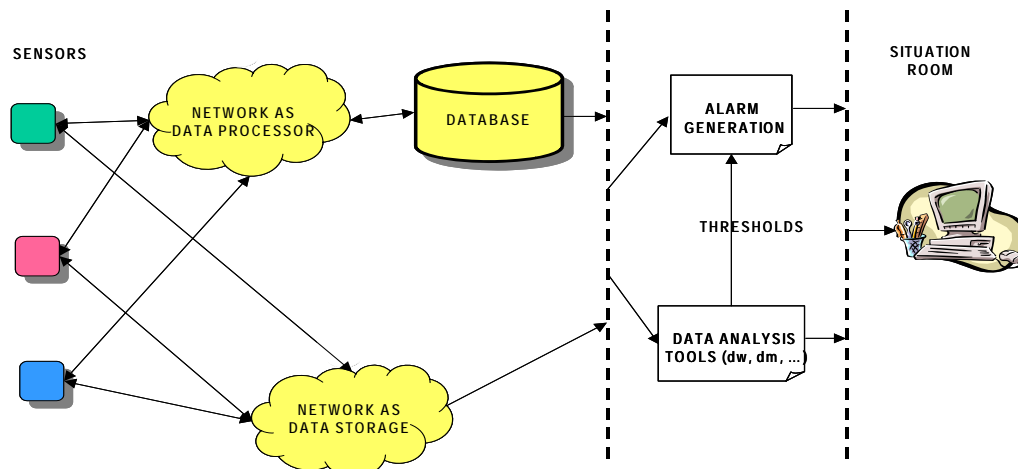 SENSORS
SITUATION
ROOM
NETWORK AS
DATA PROCESSOR
DATABASE
ALARM
GENERATION
THRESHOLDS
DATA ANALYSIS
TOOLS (dw, dm, ...)
NETWORK AS
DATA STORAGE